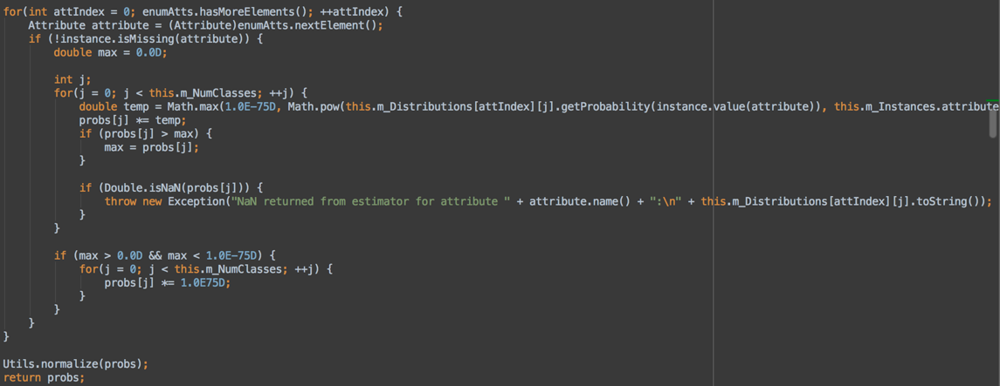 for(int attIndex = 0; enumAtts.hasMoreElements(); ++attIndex) {
    Attribute attribute = (Attribute)enumAtts.nextElement();
    if (!instance.isMissing(attribute)) {
        double max = 0.0D;

        int j;
        for(j = 0; j < this.m_NumClasses; ++j) {
            double temp = Math.max(1.0E-75D, Math.pow(this.m_Distributions[attIndex][j].getProbability(instance.value(attribute)), this.m_Instances.attribute
            probs[j] *= temp;
            if (probs[j] > max) {
                max = probs[j];
            }

            if (Double.isNaN(probs[j])) {
                throw new Exception("NaN returned from estimator for attribute " + attribute.name() + ":\n" + this.m_Distributions[attIndex][j].toString());
            }
        }

        if (max > 0.0D && max < 1.0E-75D) {
            for(j = 0; j < this.m_NumClasses; ++j) {
                probs[j] *= 1.0E75D;
            }
        }
    }
}

Utils.normalize(probs);
return probs;